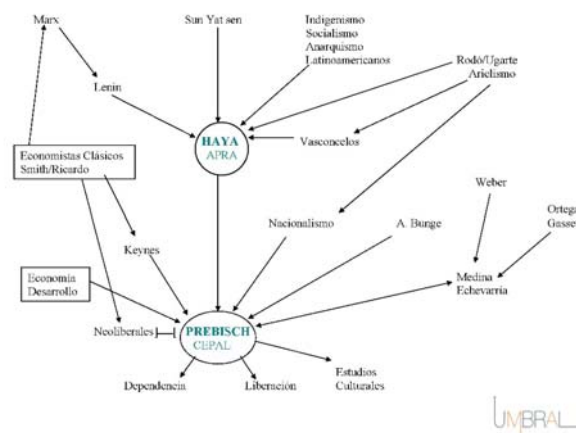 Marx
Sun Yat sen
Indigenismo
Socialismo
Anarquismo
Latinoamericanos
Rodó/Ugarte
Arielismo
Lenin
HAYA
APRA
Vasconcelos
Economistas Clásicos
Smith/Ricardo
Weber
Ortega
Gasset
Nacionalismo
A. Bunge
Keynes
Medina
Echevarría
Economía
Desarrollo
Neoliberales
PREBISCH
CEPAL
Estudios
Culturales
Dependencia
Liberación
UMBRAL